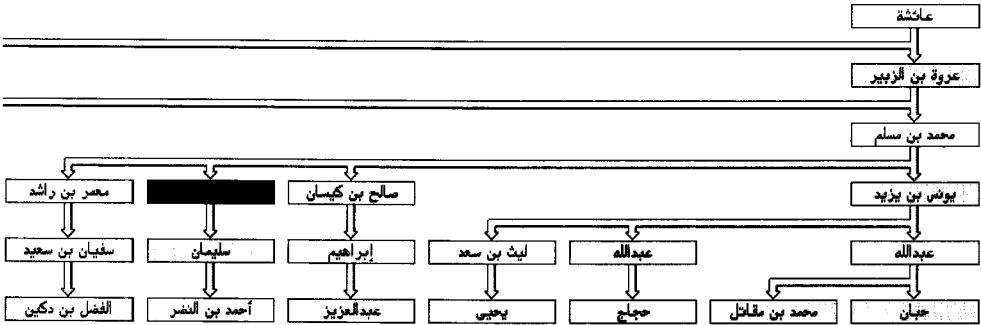 عائشة
عروة بن الزبير
محمد بن مسلم
يونس بن يزيد
صالح بن كيسان
معمر بن راشد
عبدالله
عبدالله
ليث بن سعد
إبراهيم
سليمان
سفيان بن سعيد
حبان
محمد بن مقاتل
حجاج
يحيى
عبدالعزيز
أحمد بن النضر
الفضل بن دكين